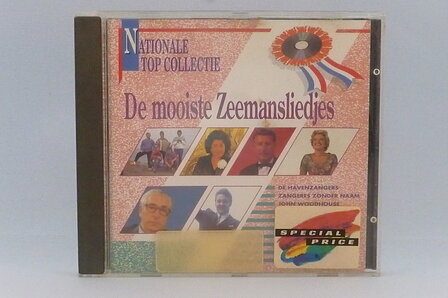 NATIONALE
TOP COLLECTIE
De mooiste Zeemansliedjes
DE HAVENZANGERS
ZANGERES ZONDER NAAM
JOHN WOODHOUSE
SPECIAL
PRICE